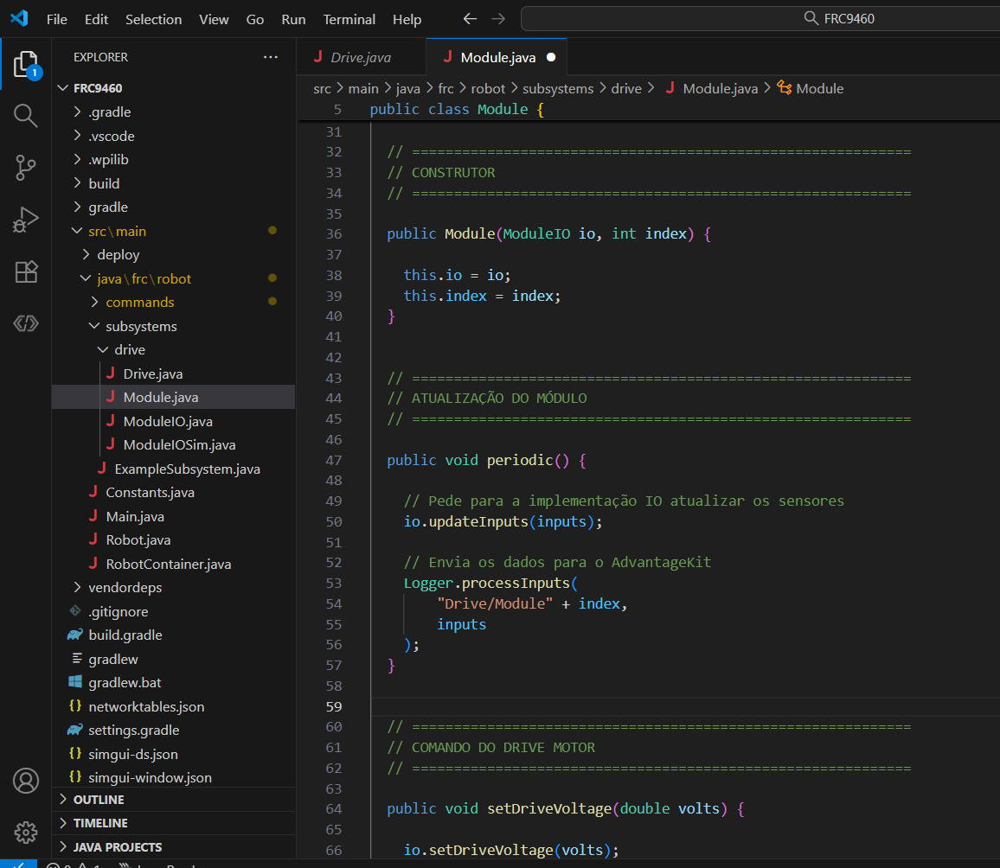 File Edit Selection View Go Run Terminal Help FRC9460
EXPLORER ...
1
FRC9460
.gradle
.vscode
.wpilib
build
gradle
src\main
deploy
java\frc\robot
commands
subsystems
drive
J Drive.java
J Module.java
J ModuleIO.java
J ModuleIOSim.java
J ExampleSubsystem.java
J Constants.java
J Main.java
J Robot.java
J RobotContainer.java
vendordeps
.gitignore
build.gradle
gradlew
gradlew.bat
{} networktables.json
settings.gradle
{} simgui-ds.json
{} simgui-window.json
OUTLINE
TIMELINE
JAVA PROJECTS
J Drive.java J Module.java
src > main > java > frc > robot > subsystems > drive > J Module.java > Module
5 public class Module {
31
32 // ============================================================
33 // CONSTRUTOR
34 // ============================================================
35
36 public Module(ModuleIO io, int index) {
37
38 this.io = io;
39 this.index = index;
40 }
41
42
43 // ============================================================
44 // ATUALIZAÇÃO DO MÓDULO
45 // ============================================================
46
47 public void periodic() {
48
49 // Pede para a implementação IO atualizar os sensores
50 io.updateInputs(inputs);
51
52 // Envia os dados para o AdvantageKit
53 Logger.processInputs(
54 "Drive/Module" + index,
55 inputs
56 );
57 }
58
59
60 // ============================================================
61 // COMANDO DO DRIVE MOTOR
62 // ============================================================
63
64 public void setDriveVoltage(double volts) {
65
66 io.setDriveVoltage(volts);